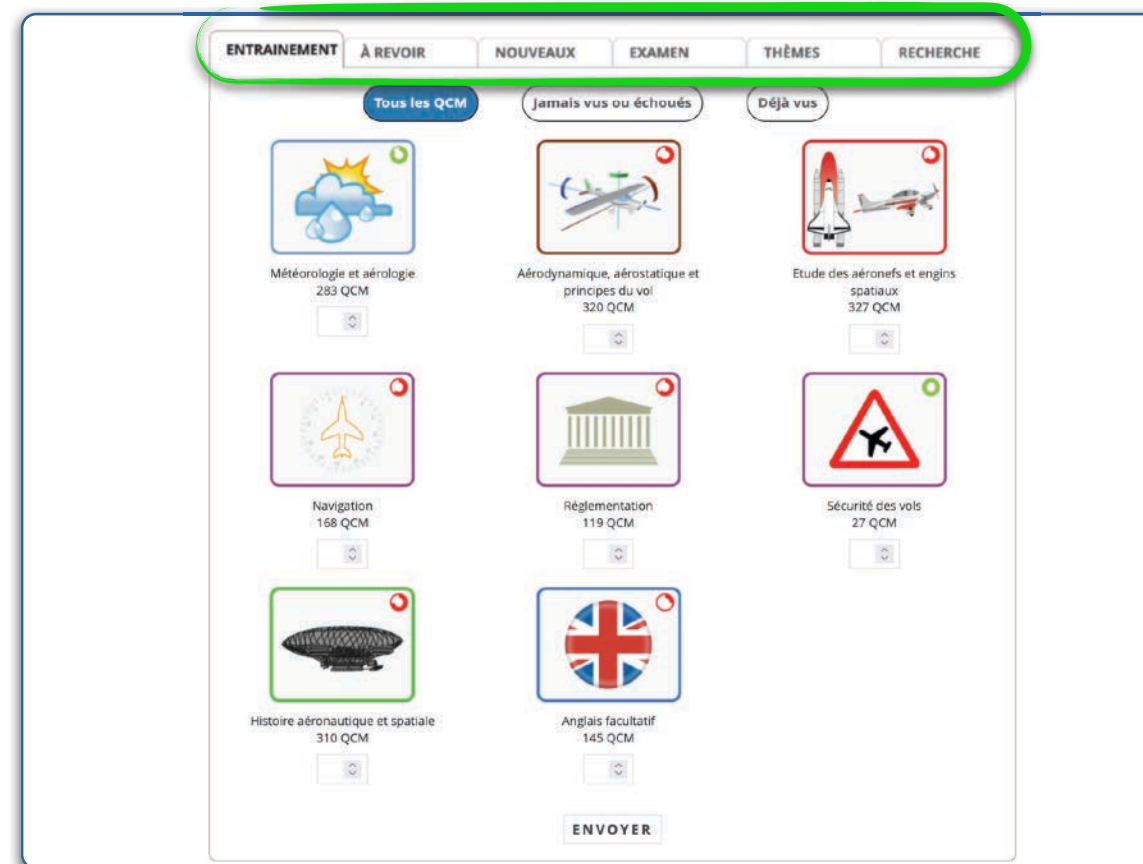 ENTRAINEMENT À REVOIR NOUVEAUX EXAMEN THÈMES RECHERCHE
Tous les QCM Jamais vus ou échoués Déjà vus
Météorologie et aérologie
283 QCM
Aérodynamique, aérostatique et
principes du vol
320 QCM
Etude des aéronefs et engins
spatiaux
327 QCM
Navigation
168 QCM
Réglementation
119 QCM
Sécurité des vols
27 QCM
Histoire aéronautique et spatiale
310 QCM
Anglais facultatif
145 QCM
ENVOYER